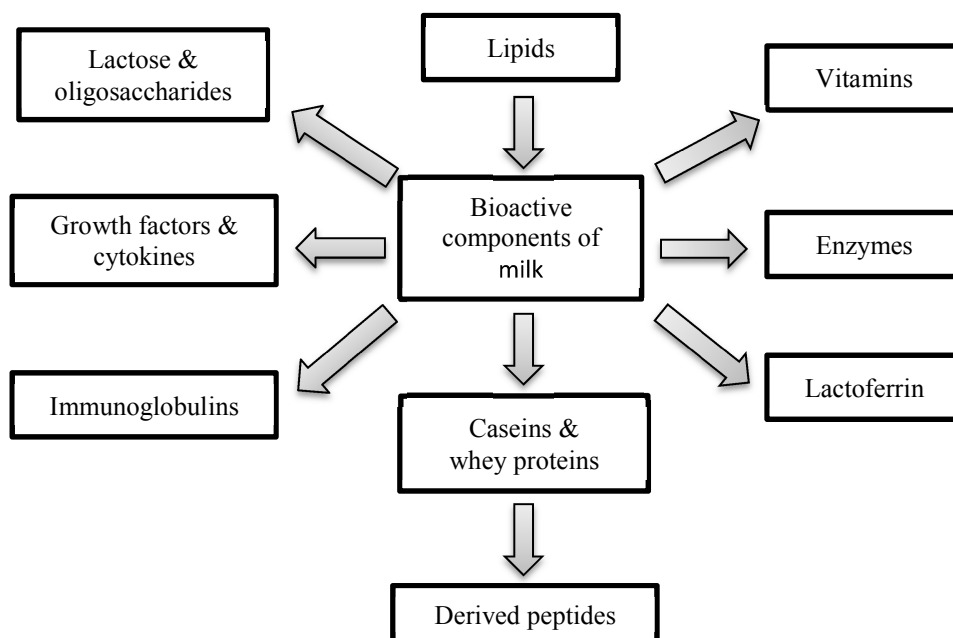 Lactose &
oligosaccharides
Lipids
Vitamins
Growth factors &
cytokines
Bioactive
components of
milk
Enzymes
Immunoglobulins
Lactoferrin
Caseins &
whey proteins
Derived peptides